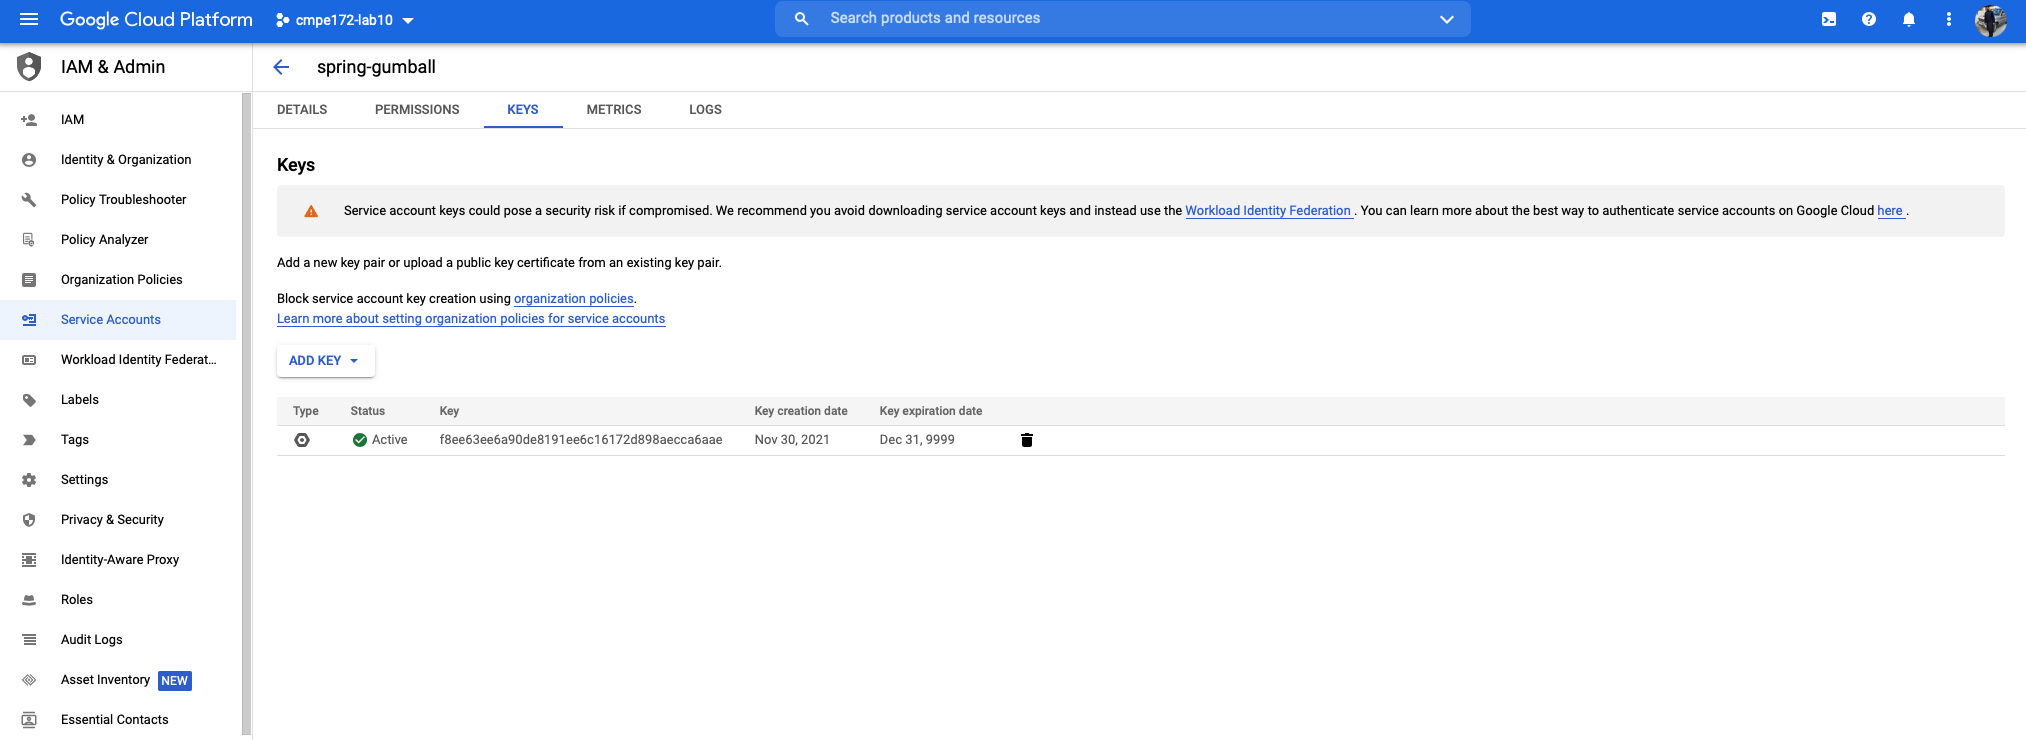 Google Cloud Platform
cmpe172-lab10
Search products and resources
IAM & Admin
spring-gumball
DETAILS PERMISSIONS KEYS METRICS LOGS
IAM
Identity & Organization
Policy Troubleshooter
Policy Analyzer
Organization Policies
Service Accounts
Workload Identity Federat...
Labels
Tags
Settings
Privacy & Security
Identity-Aware Proxy
Roles
Audit Logs
Asset Inventory NEW
Essential Contacts
Keys
Service account keys could pose a security risk if compromised. We recommend you avoid downloading service account keys and instead use the Workload Identity Federation . You can learn more about the best way to authenticate service accounts on Google Cloud here .
Add a new key pair or upload a public key certificate from an existing key pair.
Block service account key creation using organization policies.
Learn more about setting organization policies for service accounts
ADD KEY
Type Status Key Key creation date Key expiration date
Active f8ee63ee6a90de8191ee6c16172d898aecca6aae Nov 30, 2021 Dec 31, 9999